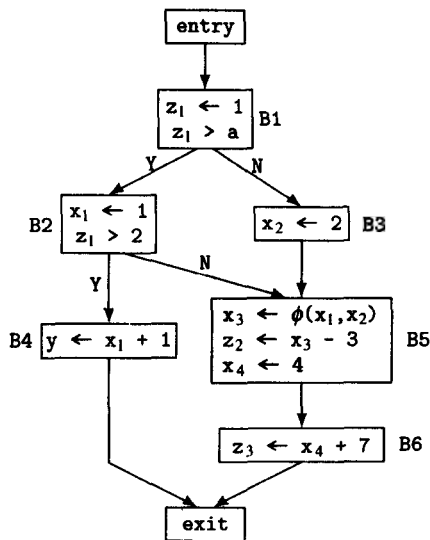 entry
z₁ ← 1
z₁ > a
B1
Y
N
B2
x₁ ← 1
z₁ > 2
x₂ ← 2
B3
Y
N
B4
y ← x₁ + 1
x₃ ← ϕ(x₁,x₂)
z₂ ← x₃ - 3
x₄ ← 4
B5
z₃ ← x₄ + 7
B6
exit